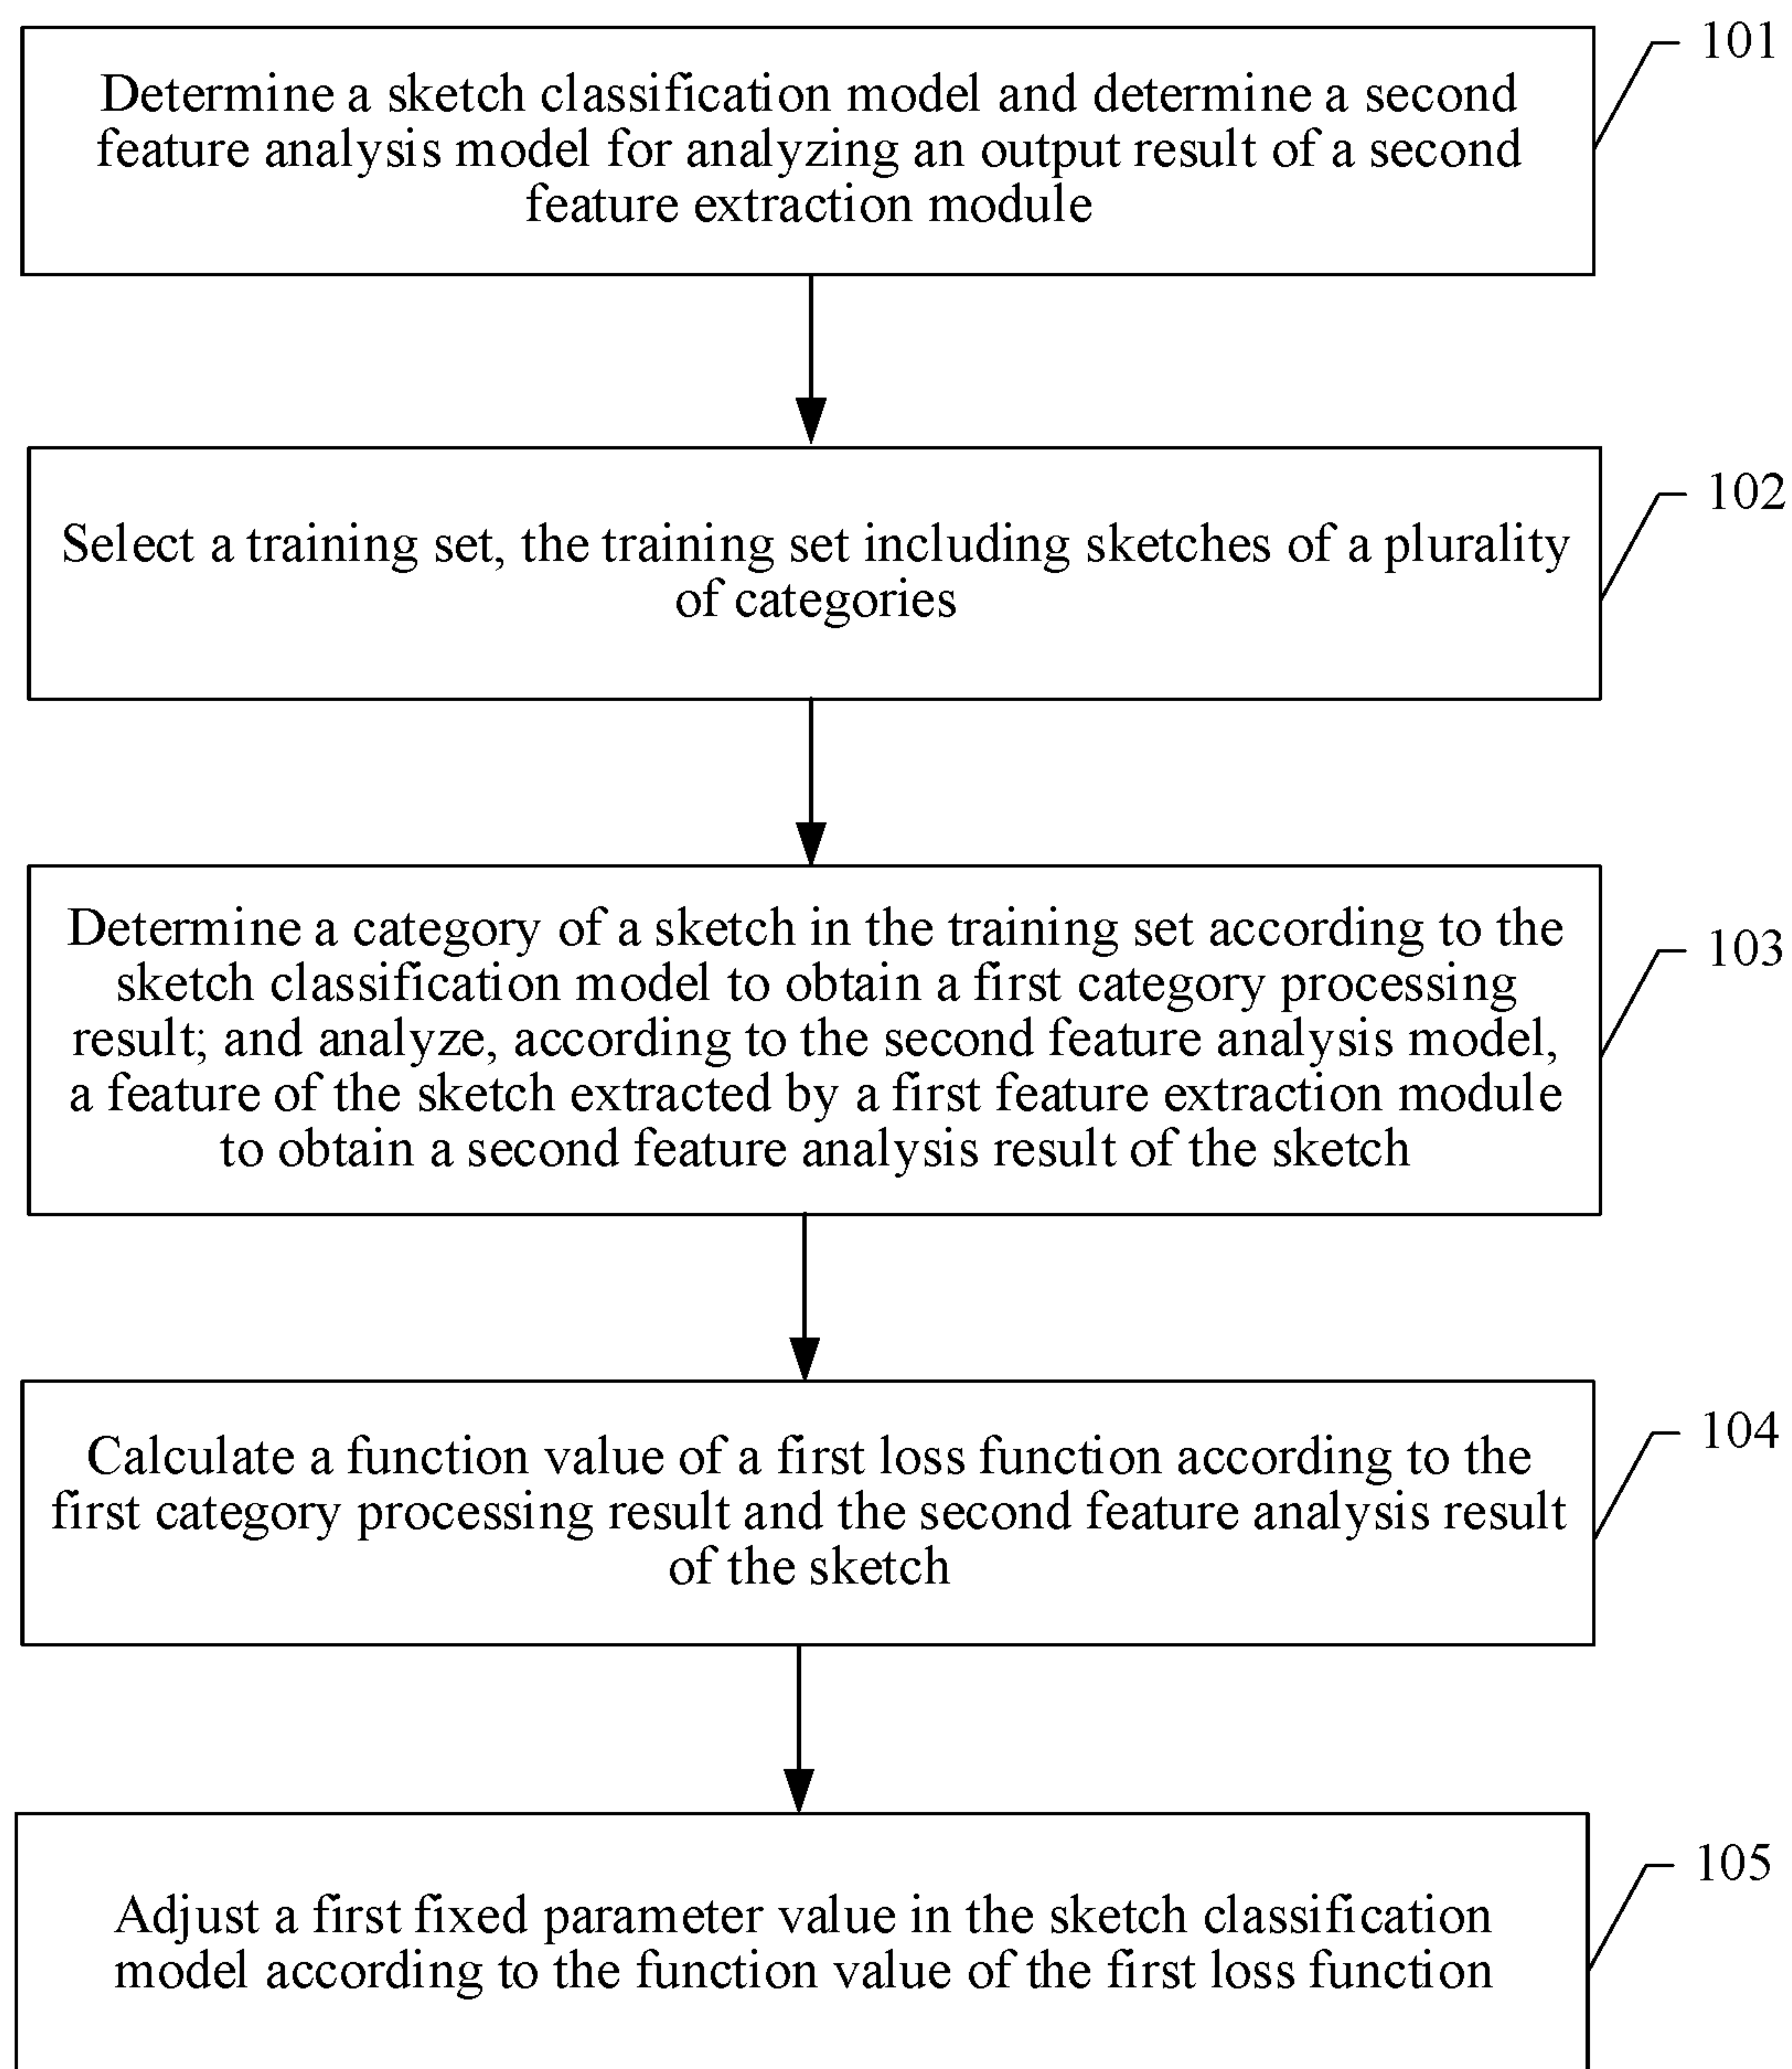 101
Determine a sketch classification model and determine a second
feature analysis model for analyzing an output result of a second
feature extraction module
102
Select a training set, the training set including sketches of a plurality
of categories
103
Determine a category of a sketch in the training set according to the
sketch classification model to obtain a first category processing
result; and analyze, according to the second feature analysis model,
a feature of the sketch extracted by a first feature extraction module
to obtain a second feature analysis result of the sketch
104
Calculate a function value of a first loss function according to the
first category processing result and the second feature analysis result
of the sketch
105
Adjust a first fixed parameter value in the sketch classification
model according to the function value of the first loss function